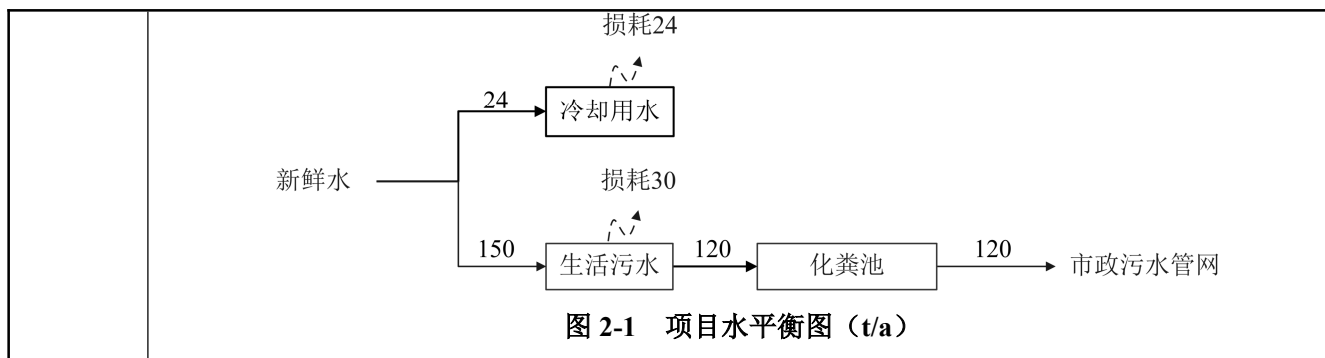 损耗24
24
冷却用水
新鲜水
损耗30
150
生活污水
120
化粪池
120
市政污水管网
图 2-1 项目水平衡图（t/a）